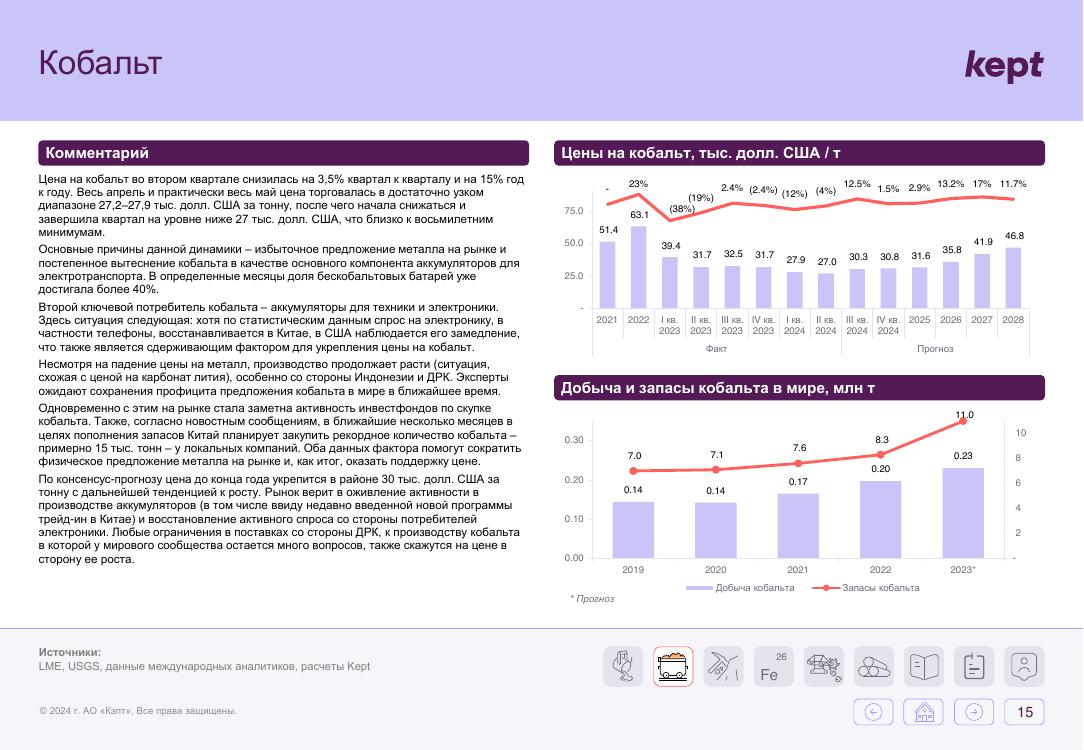 Кобальт
kept
Комментарий
Цена на кобальт во втором квартале снизилась на 3,5% квартал к кварталу и на 15% год
к году. Весь апрель и практически весь май цена торговалась в достаточно узком
диапазоне 27,2–27,9 тыс. долл. США за тонну, после чего начала снижаться и
завершила квартал на уровне ниже 27 тыс. долл. США, что близко к восьмилетним
минимумам.
Основные причины данной динамики – избыточное предложение металла на рынке и
постепенное вытеснение кобальта в качестве основного компонента аккумуляторов для
электротранспорта. В определенные месяцы доля бескобальтовых батарей уже
достигала более 40%.
Второй ключевой потребитель кобальта – аккумуляторы для техники и электроники.
Здесь ситуация следующая: хотя по статистическим данным спрос на электронику, в
частности телефоны, восстанавливается в Китае, в США наблюдается его замедление,
что также является сдерживающим фактором для укрепления цены на кобальт.
Несмотря на падение цены на металл, производство продолжает расти (ситуация,
схожая с ценой на карбонат лития), особенно со стороны Индонезии и ДРК. Эксперты
ожидают сохранения профицита предложения кобальта в мире в ближайшее время.
Одновременно с этим на рынке стала заметна активность инвестфондов по скупке
кобальта. Также, согласно новостным сообщениям, в ближайшие несколько месяцев в
целях пополнения запасов Китай планирует закупить рекордное количество кобальта –
примерно 15 тыс. тонн – у локальных компаний. Оба данных фактора помогут сократить
физическое предложение металла на рынке и, как итог, оказать поддержку цене.
По консенсус-прогнозу цена до конца года укрепится в районе 30 тыс. долл. США за
тонну с дальнейшей тенденцией к росту. Рынок верит в оживление активности в
производстве аккумуляторов (в том числе ввиду недавно введенной новой программы
трейд-ин в Китае) и восстановление активного спроса со стороны потребителей
электроники. Любые ограничения в поставках со стороны ДРК, к производству кобальта
в которой у мирового сообщества остается много вопросов, также скажутся на цене в
сторону ее роста.
Цены на кобальт, тыс. долл. США / т
- 23% (38%) (19%) 2.4% (2.4%) (12%) (4%) 12.5% 1.5% 2.9% 13.2% 17% 11.7%
75.0
50.0
25.0
-
51.4 63.1 39.4 31.7 32.5 31.7 27.9 27.0 30.3 30.8 31.6 35.8 41.9 46.8
2021 2022 I кв. II кв. III кв. IV кв. I кв. II кв. III кв. IV кв. 2025 2026 2027 2028
2023 2023 2023 2023 2024 2024 2024 2024
Факт Прогноз
Добыча и запасы кобальта в мире, млн т
0.30
0.20
0.10
0.00
7.0 7.1 7.6 8.3 11.0
0.14 0.14 0.17 0.20 0.23
10
8
6
4
2
-
2019 2020 2021 2022 2023*
Добыча кобальта Запасы кобальта
* Прогноз
Источники:
LME, USGS, данные международных аналитиков, расчеты Kept
26
Fe
© 2024 г. АО «Кэпт». Все права защищены.
15